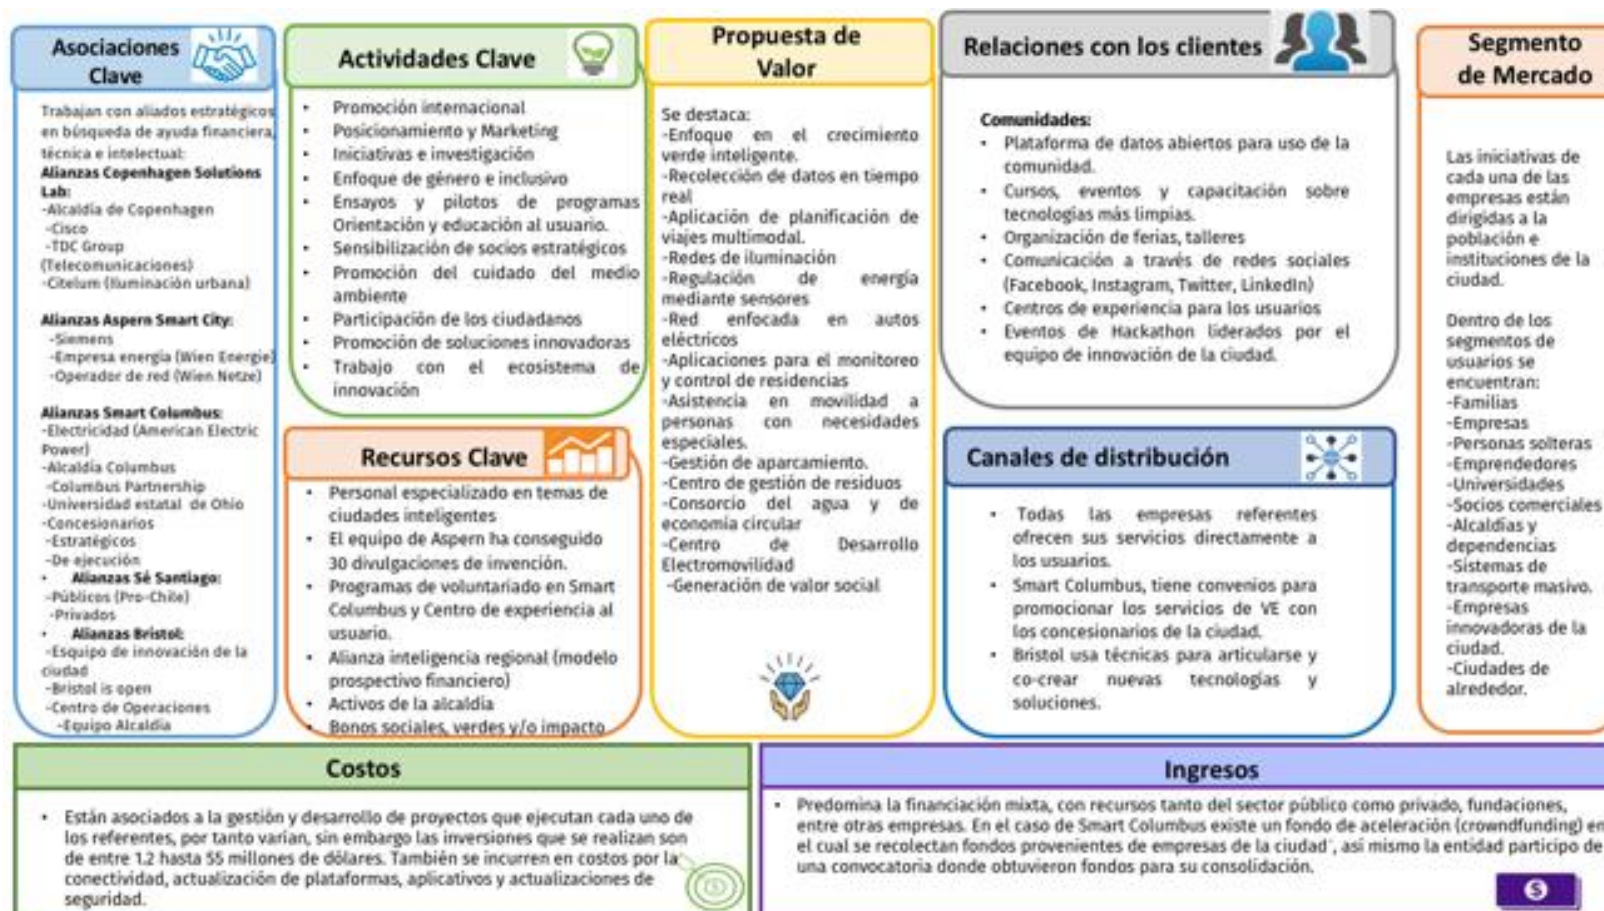 Asociaciones
Clave
Trabajan con aliados estratégicos
en búsqueda de ayuda financiera,
técnica e intelectual:
Alianzas Copenhagen Solutions
Lab:
-Alcaldía de Copenhagen
-Cisco
-TDC Group
(Telecomunicaciones)
-Citelum (Iluminación urbana)
Alianzas Aspern Smart City:
-Siemens
-Empresa energía (Wien Energie)
-Operador de red (Wien Netze)
Alianzas Smart Columbus:
-Electricidad (American Electric
Power)
-Alcaldía Columbus
-Columbus Partnership
-Universidad estatal de Ohio
-Concesionarios
-Estratégicos
-De ejecución
• Alianzas Sé Santiago:
-Públicos (Pro-Chile)
-Privados
• Alianzas Bristol:
-Esquipo de innovación de la
ciudad
-Bristol is open
-Centro de Operaciones
-Equipo Alcaldía
Actividades Clave
• Promoción internacional
• Posicionamiento y Marketing
• Iniciativas e investigación
• Enfoque de género e inclusivo
• Ensayos y pilotos de programas
Orientación y educación al usuario.
• Sensibilización de socios estratégicos
• Promoción del cuidado del medio
ambiente
• Participación de los ciudadanos
• Promoción de soluciones innovadoras
• Trabajo con el ecosistema de
innovación
Recursos Clave
• Personal especializado en temas de
ciudades inteligentes
• El equipo de Aspern ha conseguido
30 divulgaciones de invención.
• Programas de voluntariado en Smart
Columbus y Centro de experiencia al
usuario.
• Alianza inteligencia regional (modelo
prospectivo financiero)
• Activos de la alcaldía
• Bonos sociales, verdes y/o impacto
Propuesta de
Valor
Se destaca:
-Enfoque en el crecimiento
verde inteligente.
-Recolección de datos en tiempo
real
-Aplicación de planificación de
viajes multimodal.
-Redes de iluminación
-Regulación de energía
mediante sensores
-Red enfocada en autos
eléctricos
-Aplicaciones para el monitoreo
y control de residencias
-Asistencia en movilidad a
personas con necesidades
especiales.
-Gestión de aparcamiento.
-Centro de gestión de residuos
-Consorcio del agua y de
economía circular
-Centro de Desarrollo
Electromovilidad
-Generación de valor social
Relaciones con los clientes
Comunidades:
• Plataforma de datos abiertos para uso de la
comunidad.
• Cursos, eventos y capacitación sobre
tecnologías más limpias.
• Organización de ferias, talleres
• Comunicación a través de redes sociales
(Facebook, Instagram, Twitter, LinkedIn)
• Centros de experiencia para los usuarios
• Eventos de Hackathon liderados por el
equipo de innovación de la ciudad.
Canales de distribución
• Todas las empresas referentes
ofrecen sus servicios directamente a
los usuarios.
• Smart Columbus, tiene convenios para
promocionar los servicios de VE con
los concesionarios de la ciudad.
• Bristol usa técnicas para articularse y
co-crear nuevas tecnologías y
soluciones.
Segmento
de Mercado
Las iniciativas de
cada una de las
empresas están
dirigidas a la
población e
instituciones de la
ciudad.
Dentro de los
segmentos de
usuarios se
encuentran:
-Familias
-Empresas
-Personas solteras
-Emprendedores
-Universidades
-Socios comerciales
-Alcaldías y
dependencias
-Sistemas de
transporte masivo.
-Empresas
innovadoras de la
ciudad.
-Ciudades de
alrededor.
Costos
• Están asociados a la gestión y desarrollo de proyectos que ejecutan cada uno de
los referentes, por tanto varían, sin embargo las inversiones que se realizan son
de entre 1.2 hasta 55 millones de dólares. También se incurren en costos por la
conectividad, actualización de plataformas, aplicativos y actualizaciones de
seguridad.
Ingresos
• Predomina la financiación mixta, con recursos tanto del sector público como privado, fundaciones,
entre otras empresas. En el caso de Smart Columbus existe un fondo de aceleración (crowndfunding) en
el cual se recolectan fondos provenientes de empresas de la ciudad , así mismo la entidad participo de
una convocatoria donde obtuvieron fondos para su consolidación.
$